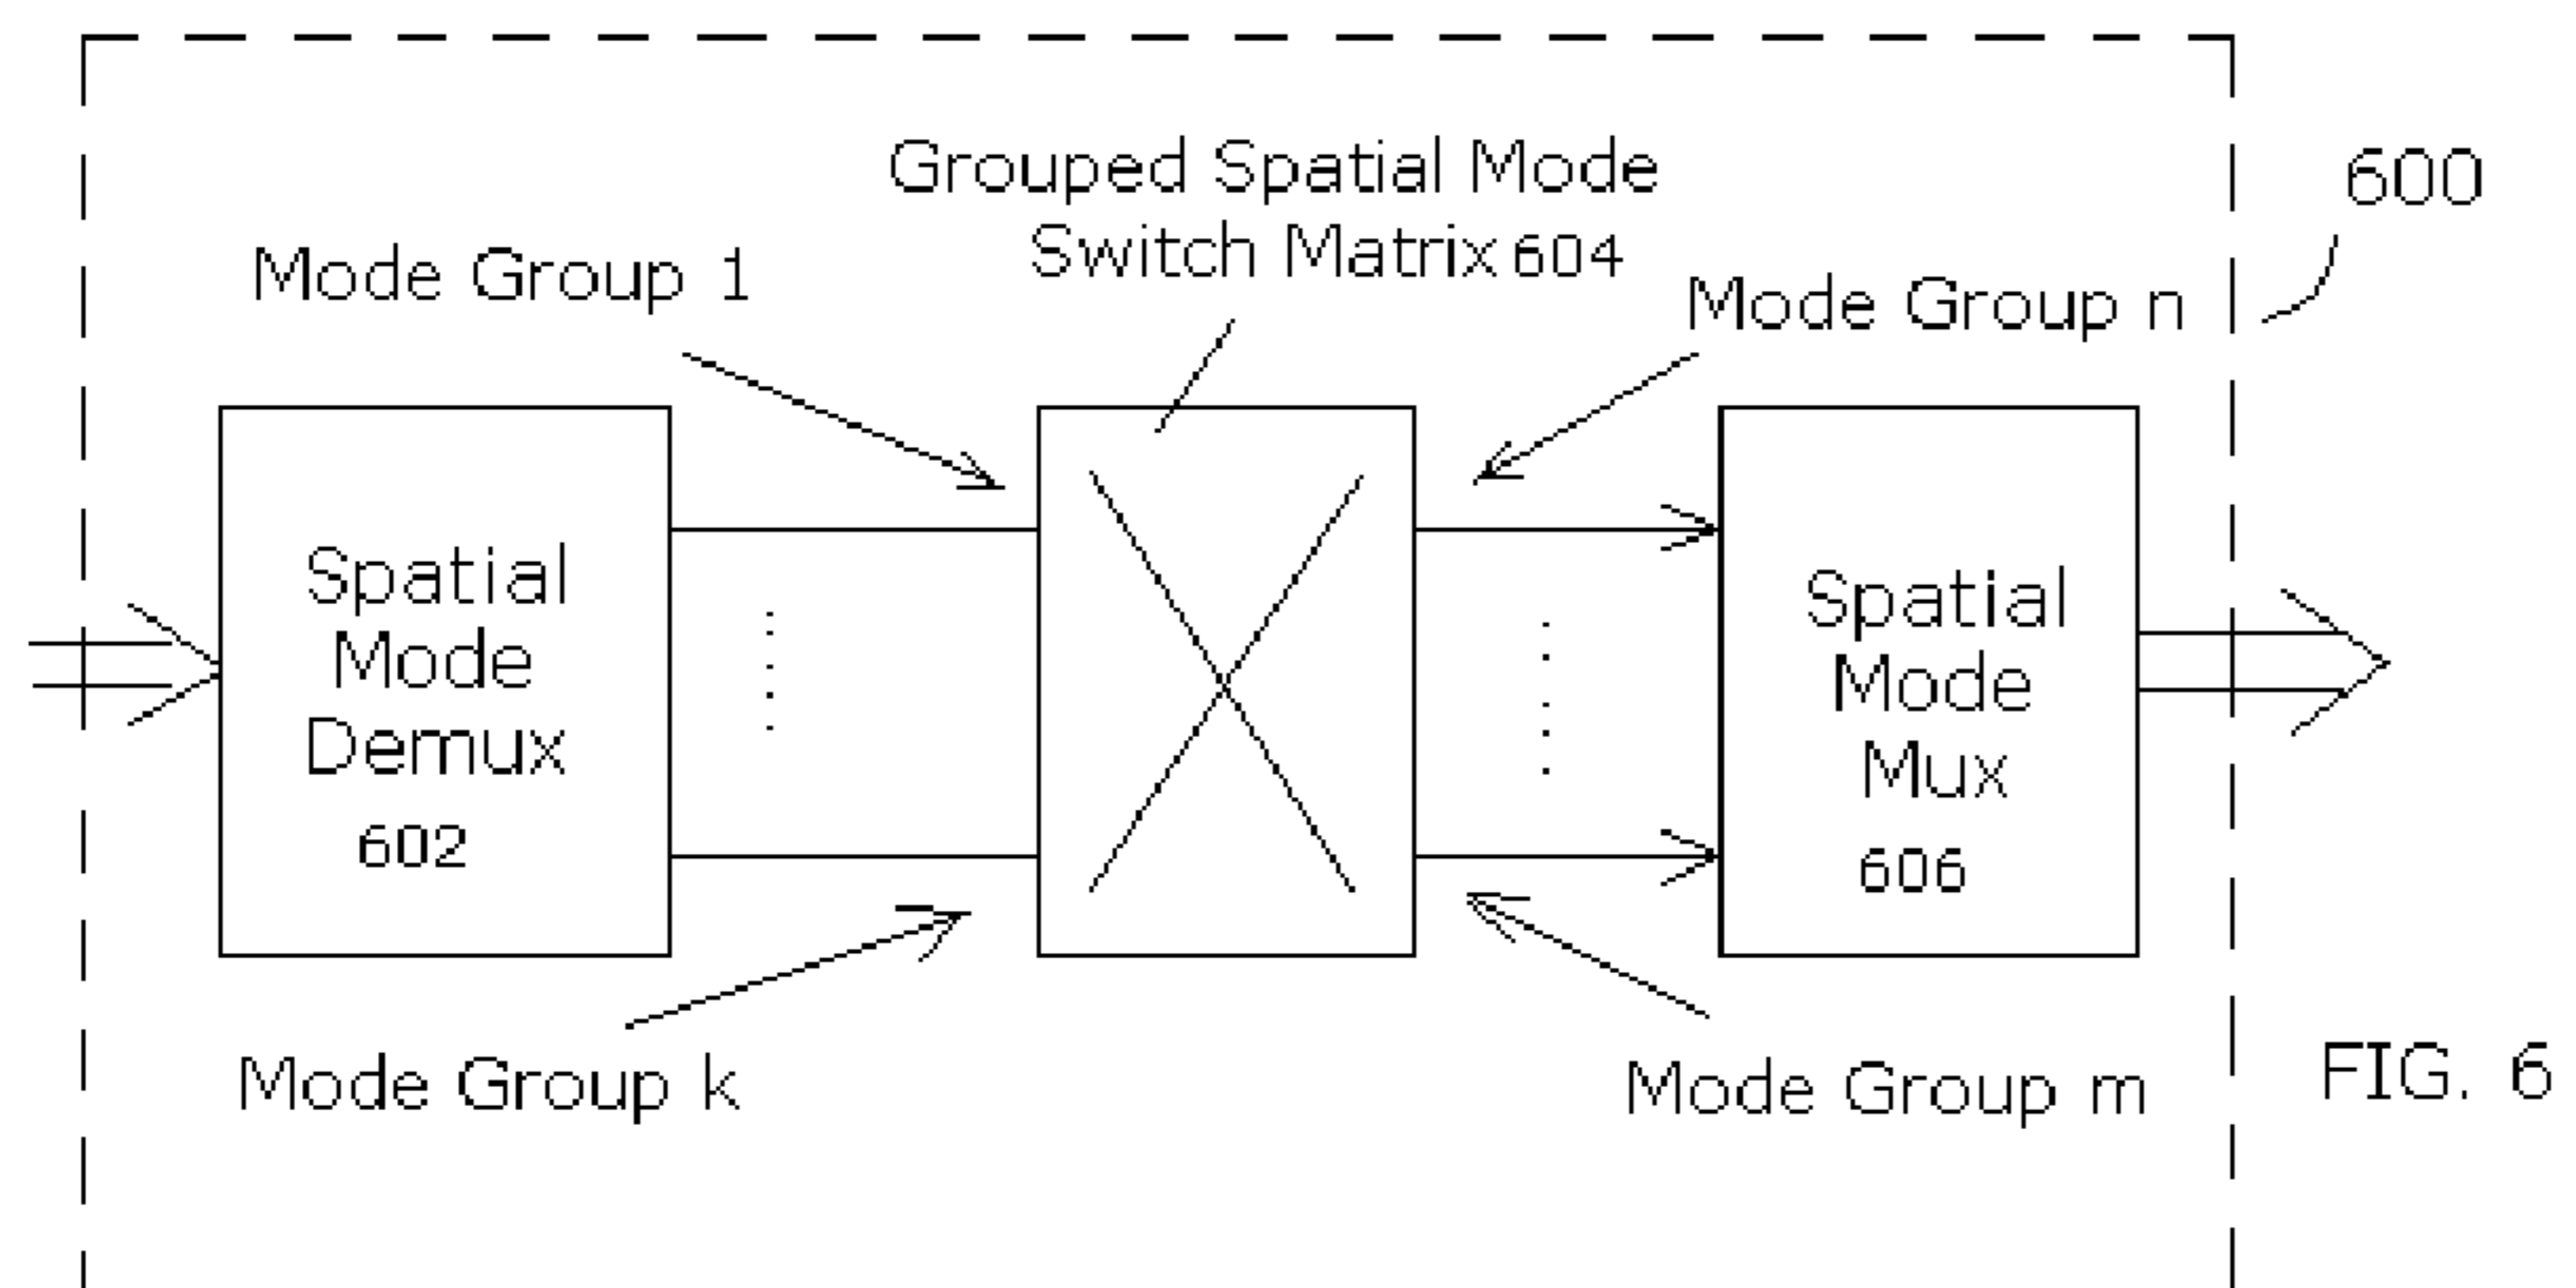 Grouped Spatial Mode
Switch Matrix 604
600
Mode Group 1
Mode Group n
Spatial
Mode
Demux
602
Spatial
Mode
Mux
606
Mode Group k
Mode Group m
FIG. 6